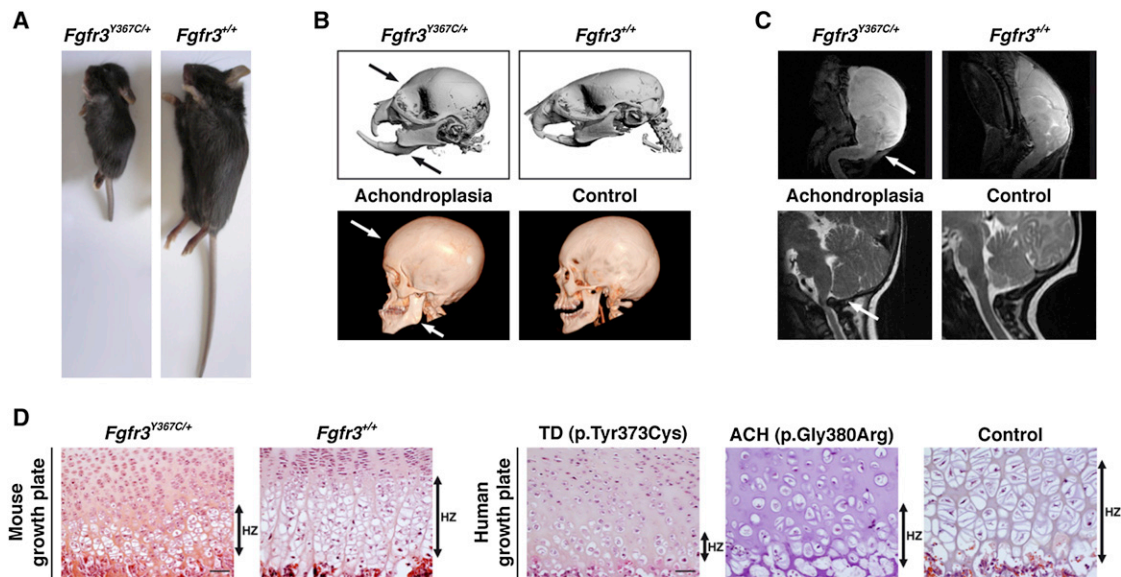 A
Fgfr3Y367C/+ Fgfr3+/+
B
Fgfr3Y367C/+ Fgfr3+/+
Achondroplasia Control
C
Fgfr3Y367C/+ Fgfr3+/+
Achondroplasia Control
D
Fgfr3Y367C/+ Fgfr3+/+
Mouse
growth plate
HZ
HZ
TD (p.Tyr373Cys) ACH (p.Gly380Arg) Control
Human
growth plate
HZ
HZ
HZ